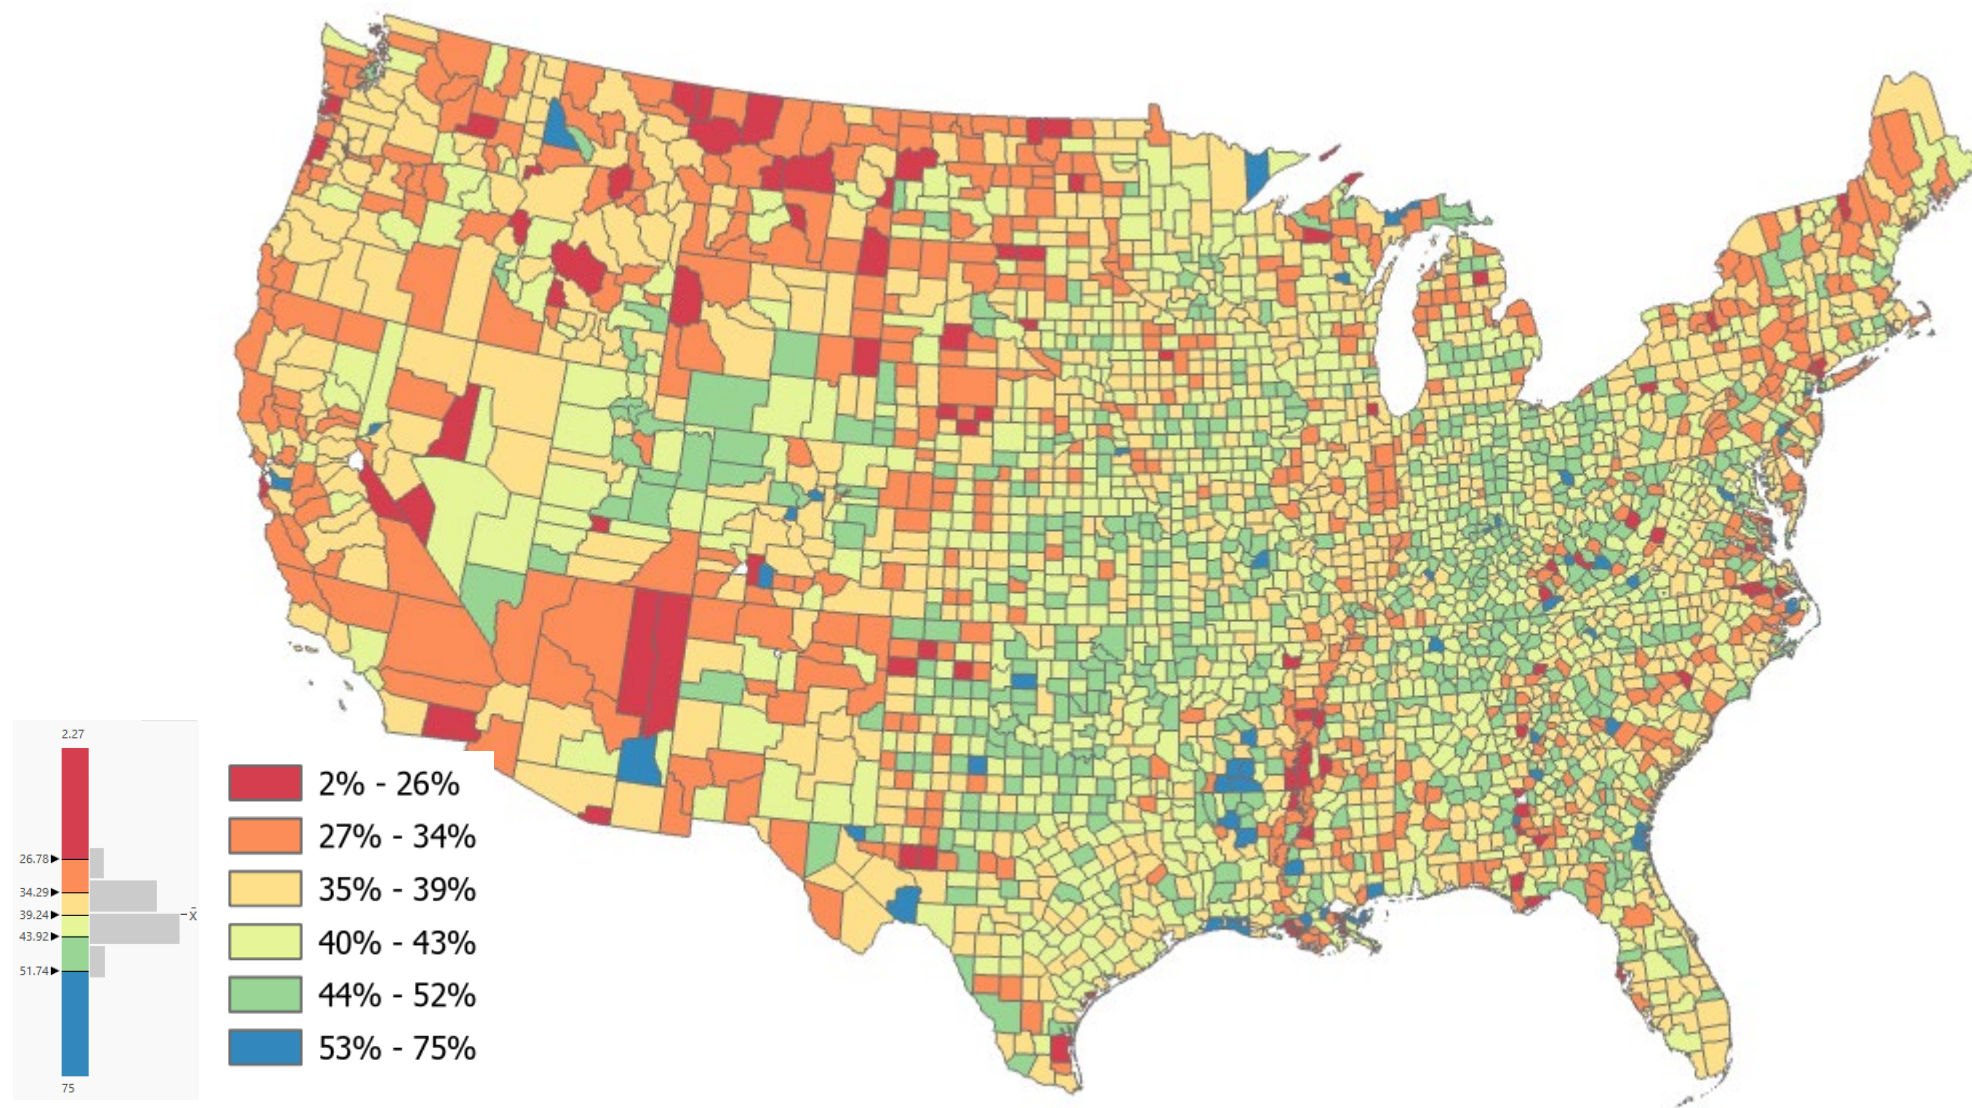 2.27
26.78
34.29
39.24
x̄
43.92
51.74
75
2% - 26%
27% - 34%
35% - 39%
40% - 43%
44% - 52%
53% - 75%